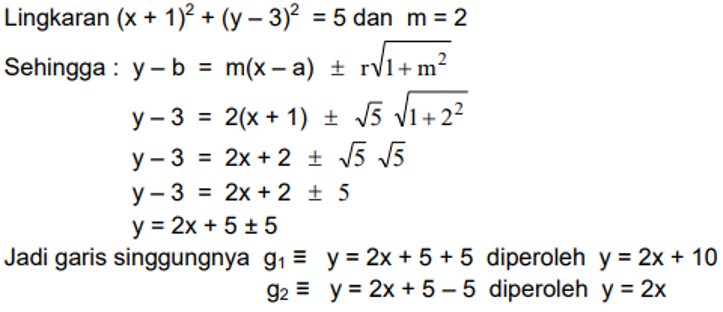 Lingkaran (x + 1)² + (y – 3)² = 5 dan m = 2
Sehingga : y – b = m(x – a) ± r√(1 + m²)
y – 3 = 2(x + 1) ± √5 √(1 + 2²)
y – 3 = 2x + 2 ± √5 √5
y – 3 = 2x + 2 ± 5
y = 2x + 5 ± 5
Jadi garis singgungnya g₁ ≡ y = 2x + 5 + 5 diperoleh y = 2x + 10
g₂ ≡ y = 2x + 5 – 5 diperoleh y = 2x